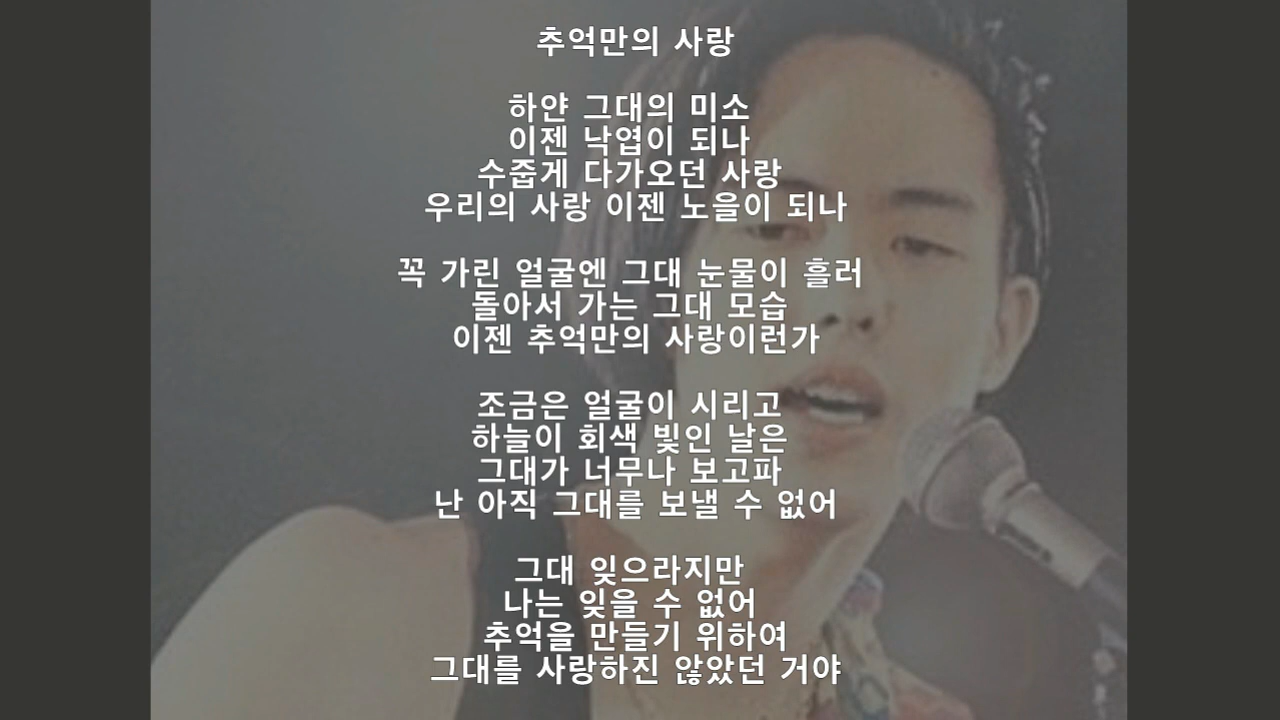 추억만의 사랑
하얀 그대의 미소
이젠 낙엽이 되나
수줍게 다가오던 사랑
우리의 사랑 이젠 노을이 되나
꼭 가린 얼굴엔 그대 눈물이 흘러
돌아서 가는 그대 모습
이젠 추억만의 사랑이런가
조금은 얼굴이 시리고
하늘이 회색 빛인 날은
그대가 너무나 보고파
난 아직 그대를 보낼 수 없어
그대 잊으라지만
나는 잊을 수 없어
추억을 만들기 위하여
그대를 사랑하진 않았던 거야